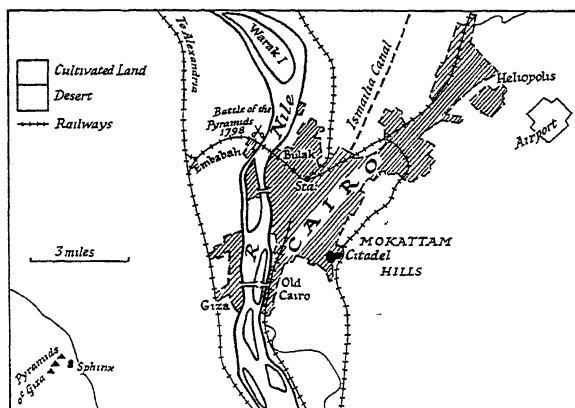 Cultivated Land
Desert
Railways
To Alexandria
Warak I
Battle of the
Pyramids
1798
Embabah
R Nile
Bulak
Sta.
Ismailia Canal
Heliopolis
Airport
CAIRO
MOKATTAM
Citadel
HILLS
3 miles
Giza
Old
Cairo
Pyramids
of Giza
Sphinx